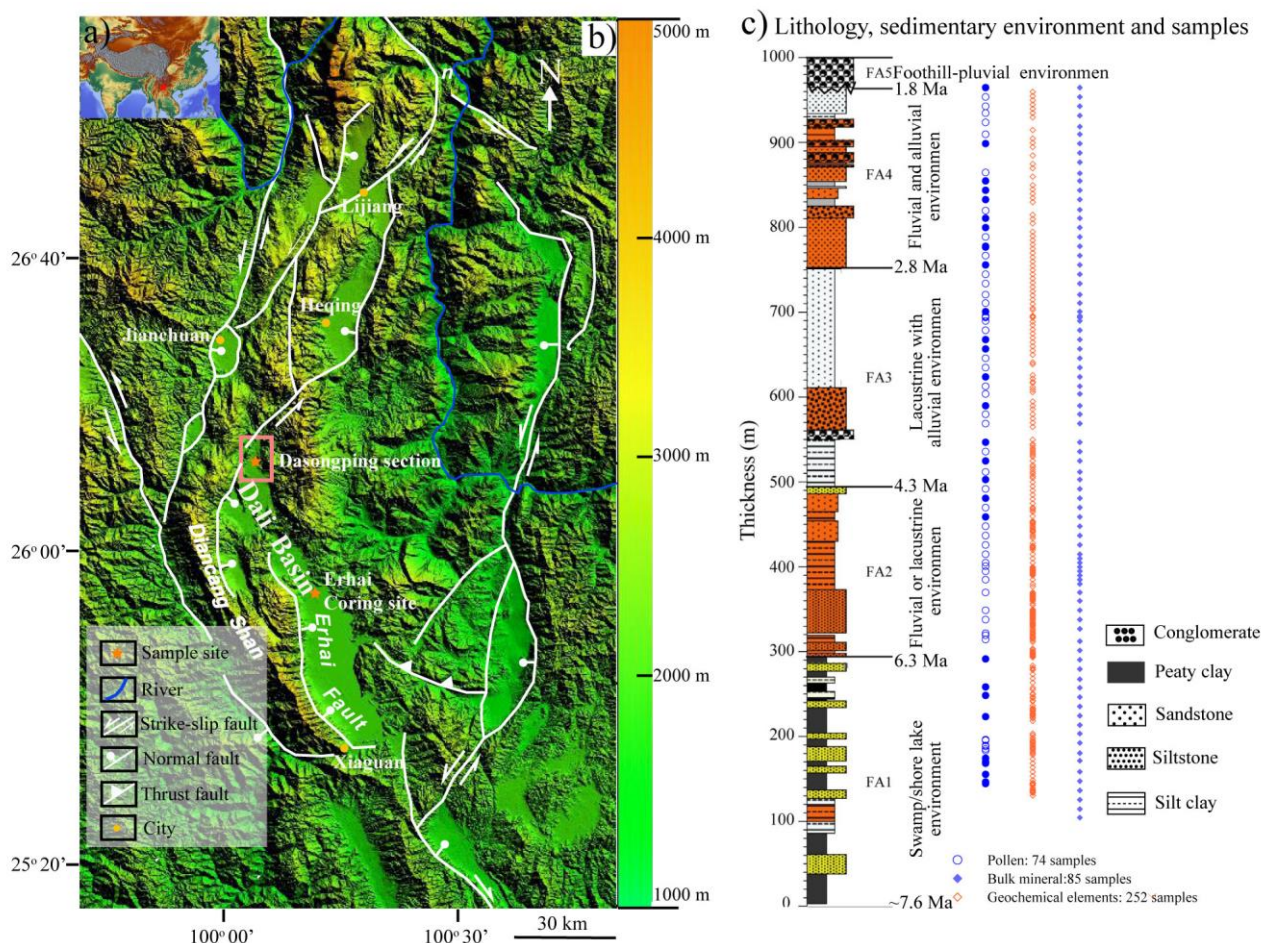 a)
b)
N
n
Lijiang
Heqing
Jianchuan
Dasongping section
Dali Basin
Diancang Shan
Erhai
Coring site
Erhai
Fault
Xiaguan
Sample site
River
Strike-slip fault
Normal fault
Thrust fault
City
26° 40'
26° 00'
25° 20'
100° 00'
100° 30'
30 km
5000 m
4000 m
3000 m
2000 m
1000 m
c) Lithology, sedimentary environment and samples
Thickness (m)
1000
900
800
700
600
500
400
300
200
100
0
FA5 Foothill-pluvial environmen
1.8 Ma
FA4
Fluvial and alluvial
environmen
2.8 Ma
FA3
Lacustrine with
alluvial environmen
4.3 Ma
FA2
Fluvial or lacustrine
environmen
6.3 Ma
FA1
Swamp/shore lake
environment
~7.6 Ma
Conglomerate
Peaty clay
Sandstone
Siltstone
Silt clay
Pollen: 74 samples
Bulk mineral:85 samples
Geochemical elements: 252 samples